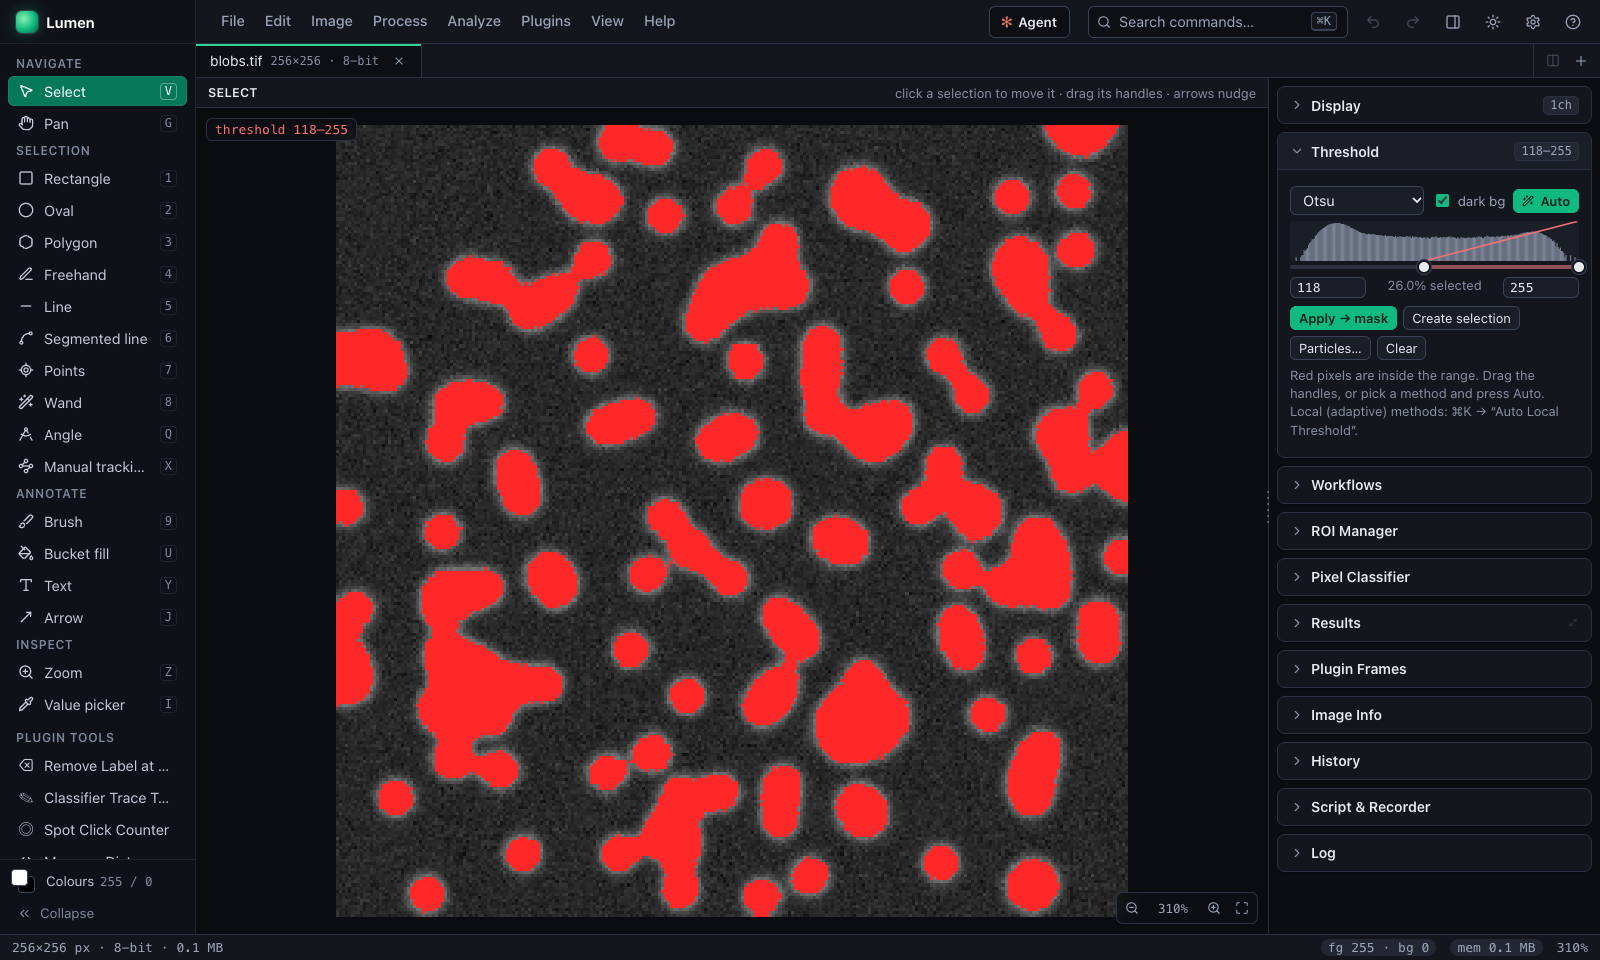 Lumen
File Edit Image Process Analyze Plugins View Help
Agent
Search commands... ⌘K
NAVIGATE
Select V
Pan G
SELECTION
Rectangle 1
Oval 2
Polygon 3
Freehand 4
Line 5
Segmented line 6
Points 7
Wand 8
Angle Q
Manual tracki... X
ANNOTATE
Brush 9
Bucket fill U
Text Y
Arrow J
INSPECT
Zoom Z
Value picker I
PLUGIN TOOLS
Remove Label at ...
Classifier Trace T...
Spot Click Counter
Colours 255 / 0
Collapse
blobs.tif 256×256 · 8-bit
SELECT
click a selection to move it · drag its handles · arrows nudge
threshold 118–255
310%
Display 1ch
Threshold 118–255
Otsu
dark bg
Auto
118 26.0% selected 255
Apply → mask
Create selection
Particles...
Clear
Red pixels are inside the range. Drag the
handles, or pick a method and press Auto.
Local (adaptive) methods: ⌘K → "Auto Local
Threshold".
Workflows
ROI Manager
Pixel Classifier
Results
Plugin Frames
Image Info
History
Script & Recorder
Log
256×256 px · 8-bit · 0.1 MB
fg 255 · bg 0
mem 0.1 MB
310%